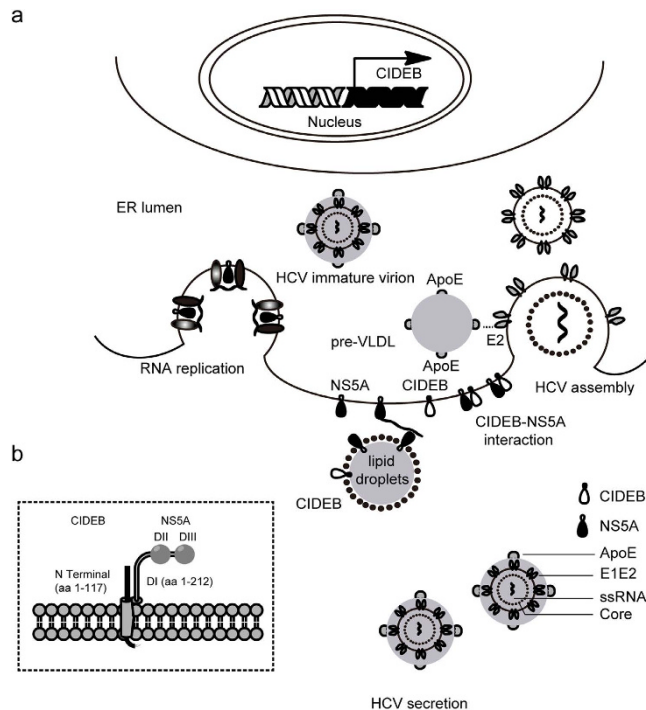 a
CIDEB
Nucleus
ER lumen
HCV immature virion
ApoE
pre-VLDL
E2
ApoE
RNA replication
HCV assembly
NS5A
CIDEB
CIDEB-NS5A
interaction
lipid
droplets
CIDEB
CIDEB
NS5A
b
CIDEB
NS5A
DII
DIII
N Terminal
(aa 1-117)
DI (aa 1-212)
ApoE
E1E2
ssRNA
Core
HCV secretion